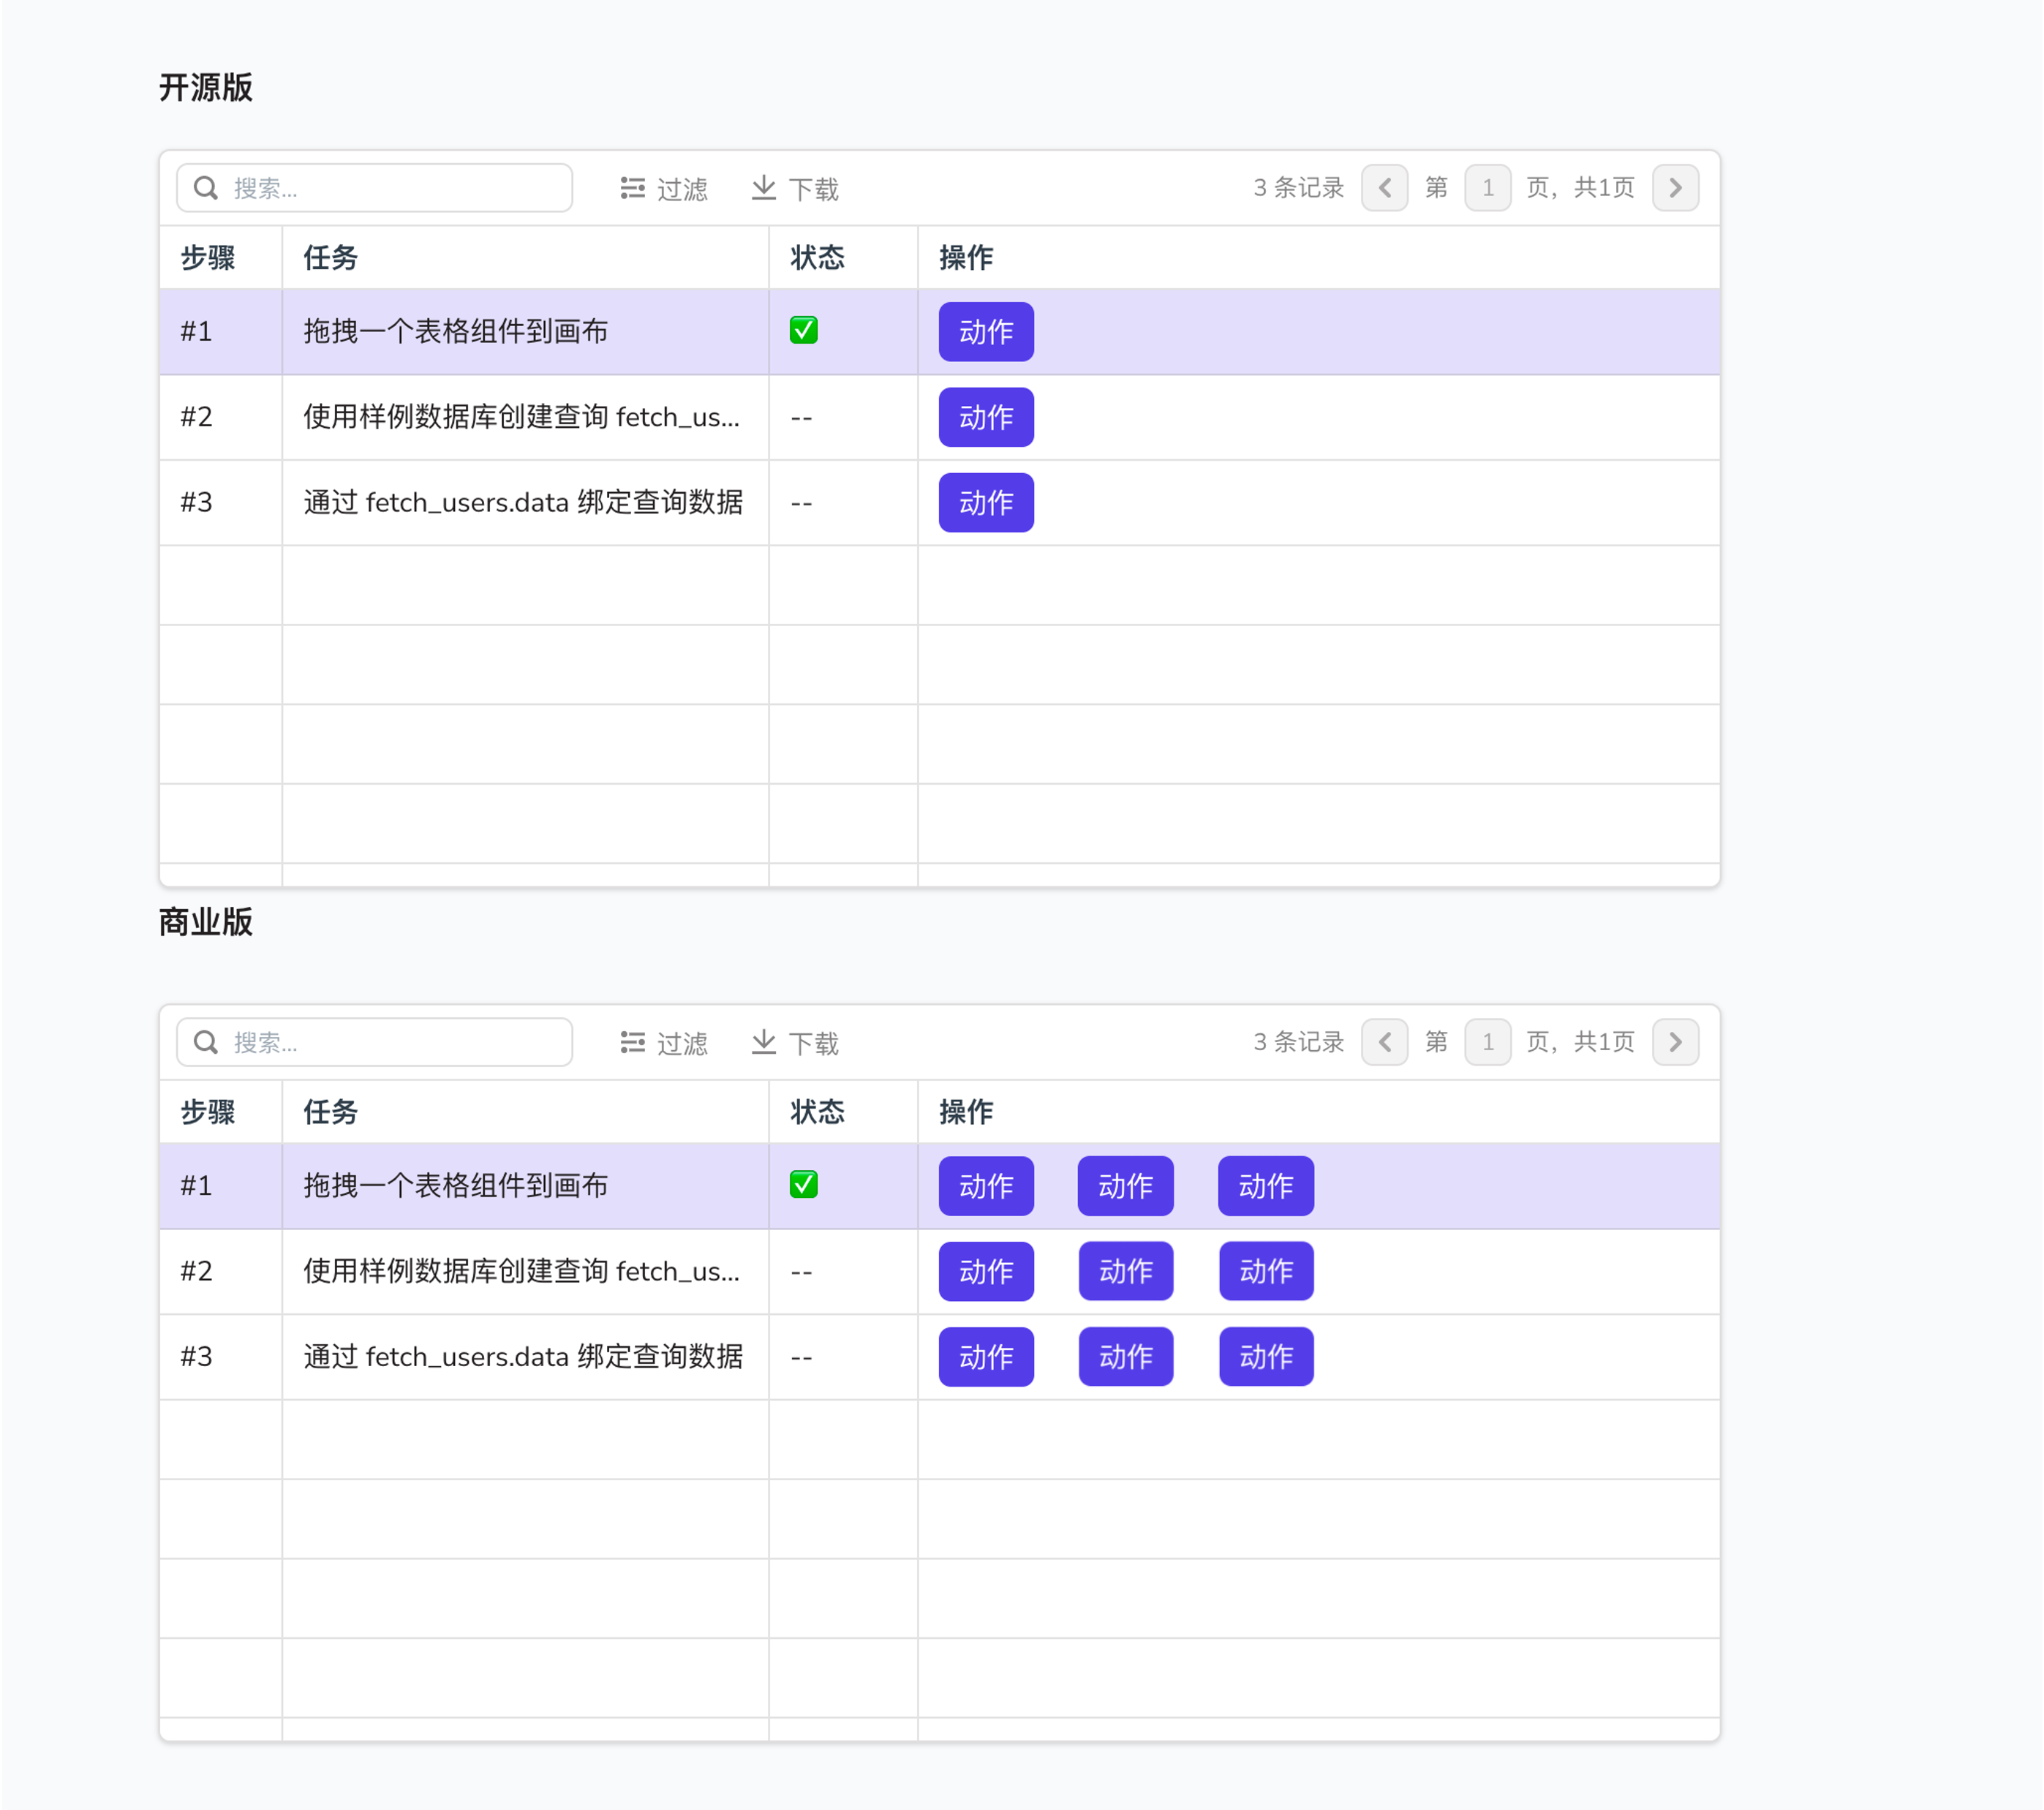 开源版
搜索... 过滤 下载 3 条记录 第 1 页，共1页
步骤 任务 状态 操作
#1 拖拽一个表格组件到画布 ✅ 动作
#2 使用样例数据库创建查询 fetch_us... -- 动作
#3 通过 fetch_users.data 绑定查询数据 -- 动作
商业版
搜索... 过滤 下载 3 条记录 第 1 页，共1页
步骤 任务 状态 操作
#1 拖拽一个表格组件到画布 ✅ 动作 动作 动作
#2 使用样例数据库创建查询 fetch_us... -- 动作 动作 动作
#3 通过 fetch_users.data 绑定查询数据 -- 动作 动作 动作